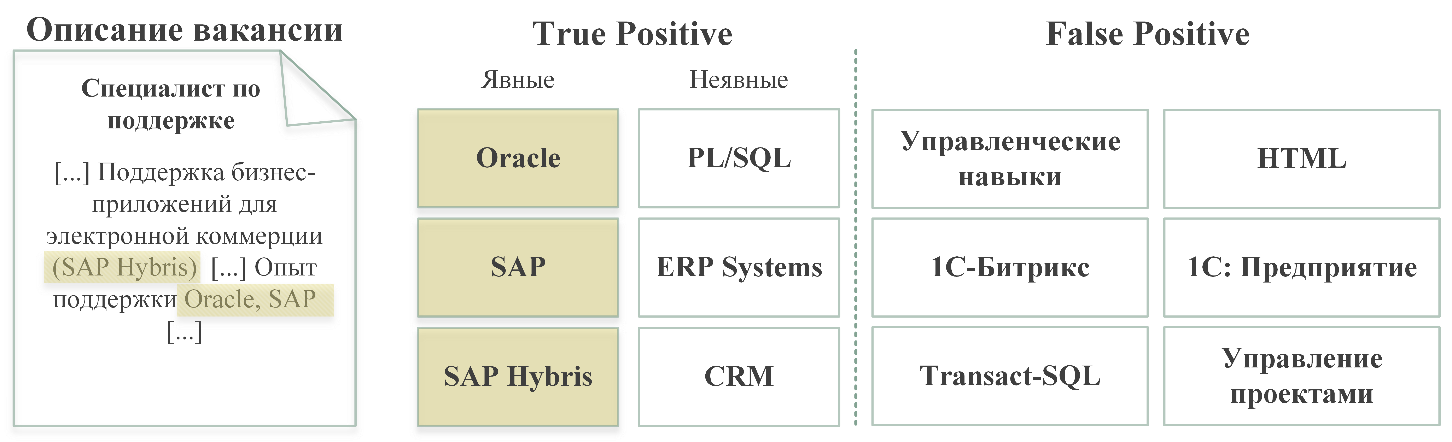 Описание вакансии
Специалист по
поддержке
[...] Поддержка бизнес-
приложений для
электронной коммерции
(SAP Hybris) [...] Опыт
поддержки Oracle, SAP
[...]
True Positive
Явные
Неявные
Oracle
PL/SQL
SAP
ERP Systems
SAP Hybris
CRM
False Positive
Управленческие
навыки
HTML
1С-Битрикс
1С: Предприятие
Transact-SQL
Управление
проектами